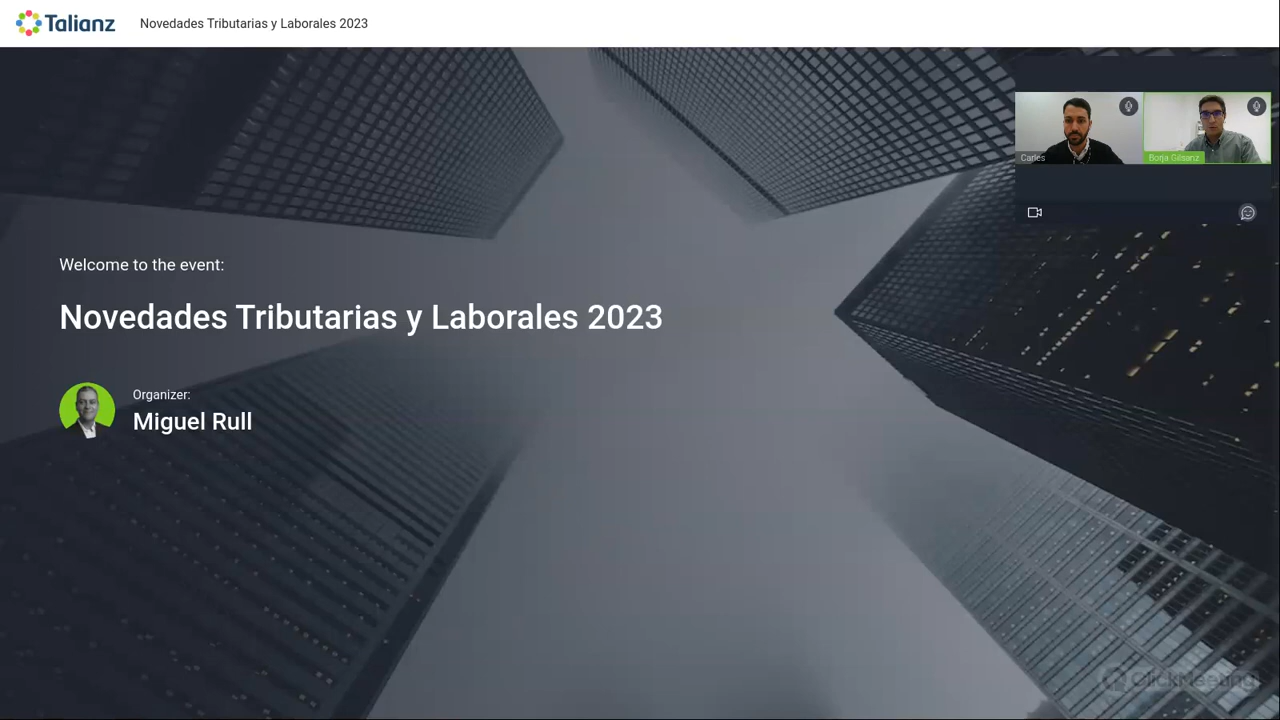 Talianz
Novedades Tributarias y Laborales 2023
Carles
Borja Gilsanz
Welcome to the event:
Novedades Tributarias y Laborales 2023
Organizer:
Miguel Rull
ClickMeeting